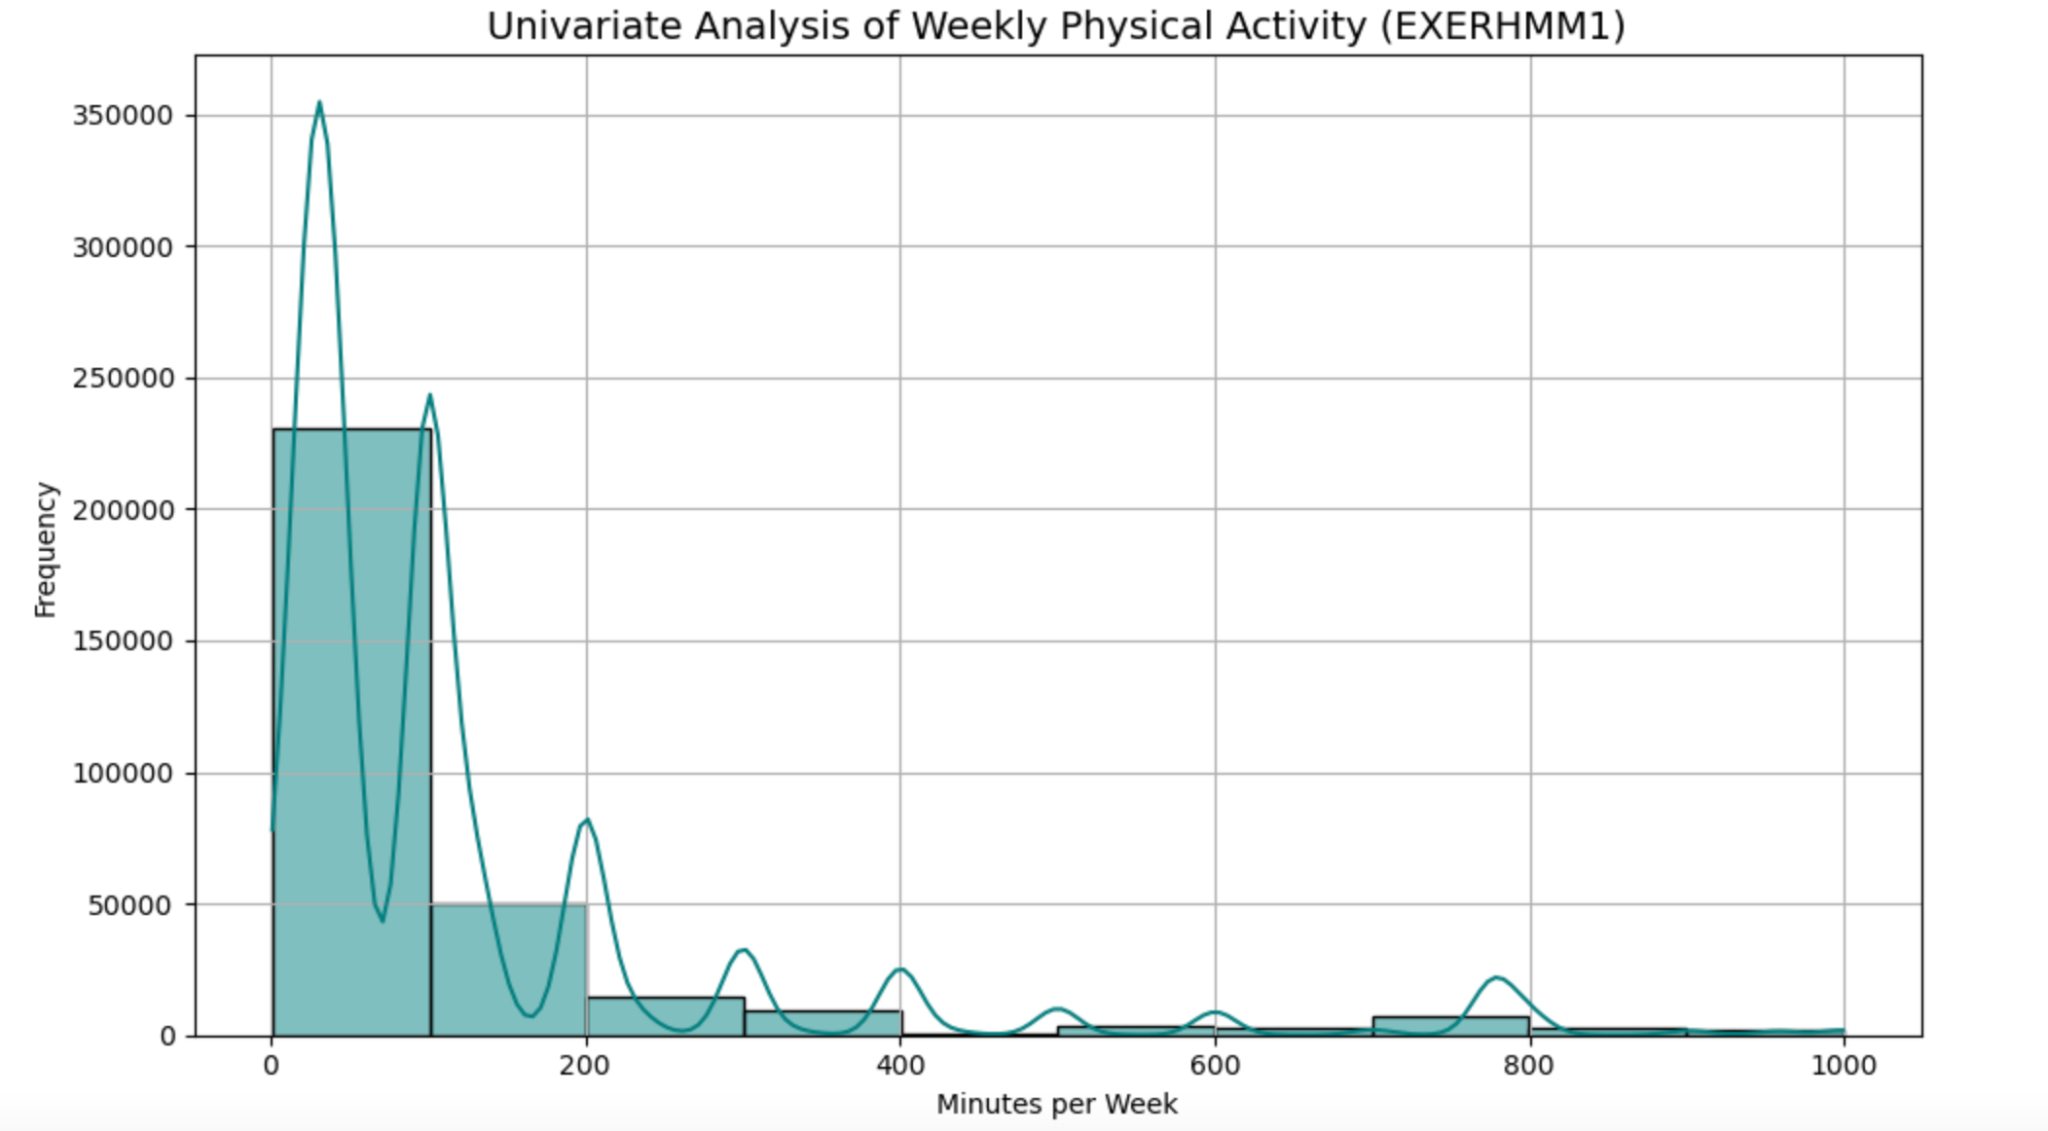 Univariate Analysis of Weekly Physical Activity (EXERHMM1)
350000
300000
250000
200000
150000
100000
50000
0
Frequency
0 200 400 600 800 1000
Minutes per Week